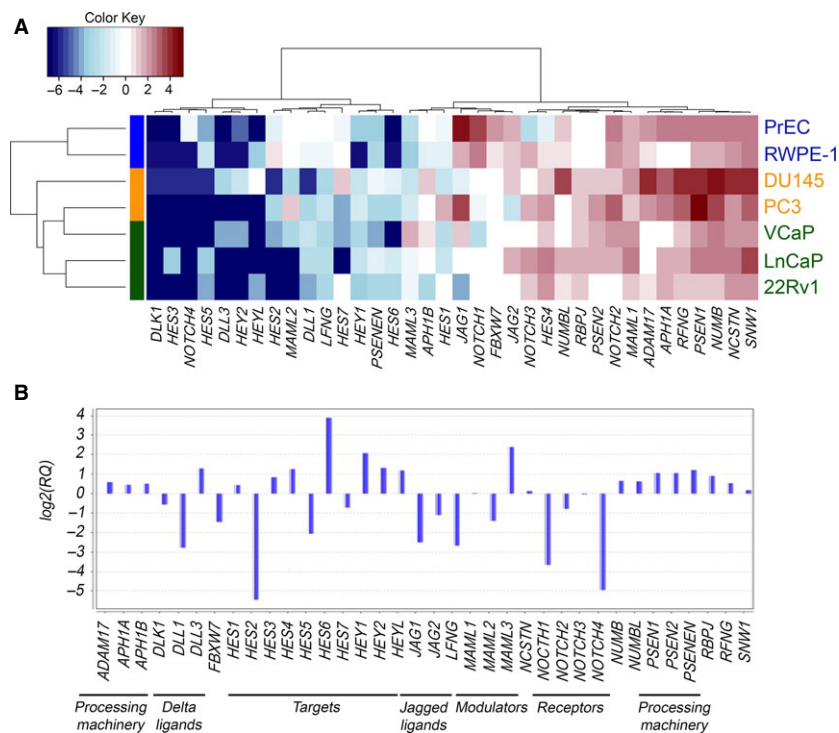 A
Color Key
−6 −4 −2 0 2 4
PrEC
RWPE-1
DU145
PC3
VCaP
LnCaP
22Rv1
DLK1 HES3 NOTCH4 HES5 DLL3 HEY2 HEYL HES2 MAML2 DLL1 LFNG HES7 HEY1 PSENEN HES6 MAML3 APH1B HES1 JAG1 NOTCH1 FBXW7 JAG2 NOTCH3 HES4 NUMBL RBPJ PSEN2 NOTCH2 MAML1 ADAM17 APH1A RFNG PSEN1 NUMB NCSTN SNW1
B
log2(RQ)
4
3
2
1
0
−1
−2
−3
−4
−5
ADAM17 APH1A APH1B DLK1 DLL1 DLL3 FBXW7 HES1 HES2 HES3 HES4 HES5 HES6 HES7 HEY1 HEY2 HEYL JAG1 JAG2 LFNG MAML1 MAML2 MAML3 NCSTN NOCTH1 NOTCH2 NOTCH3 NOTCH4 NUMB NUMBL PSEN1 PSEN2 PSENEN RBPJ RFNG SNW1
Processing machinery
Delta ligands
Targets
Jagged ligands
Modulators
Receptors
Processing machinery